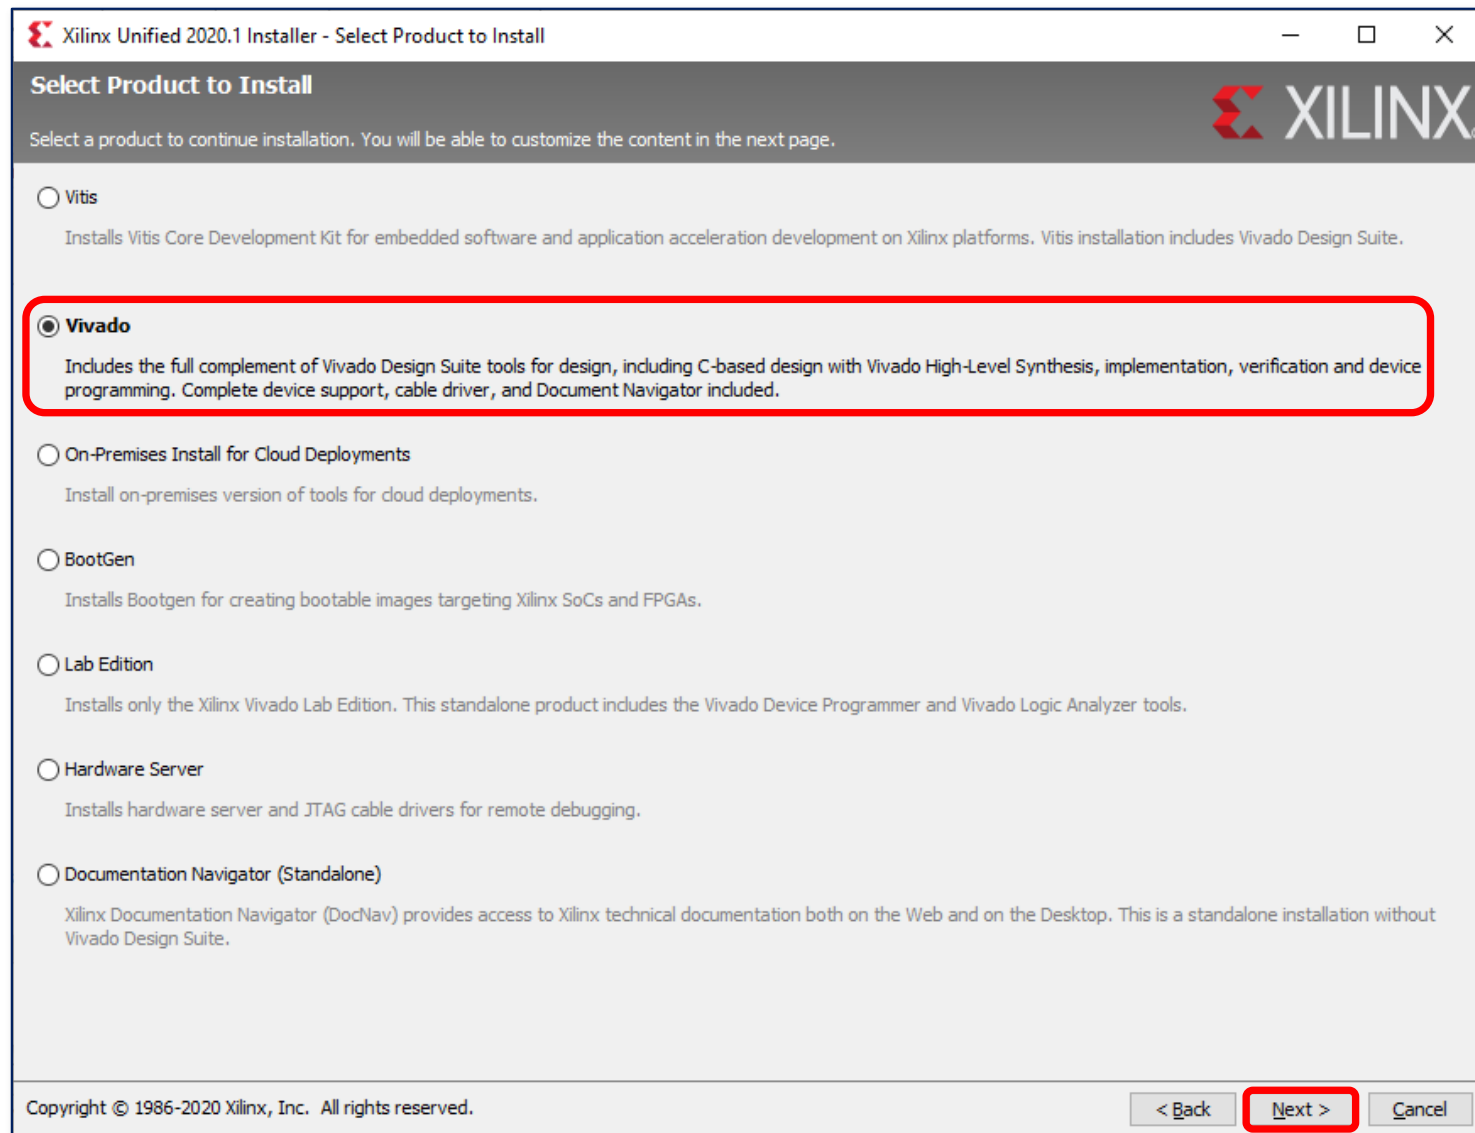 Xilinx Unified 2020.1 Installer - Select Product to Install
Select Product to Install
XILINX
Select a product to continue installation. You will be able to customize the content in the next page.
Vitis
Installs Vitis Core Development Kit for embedded software and application acceleration development on Xilinx platforms. Vitis installation includes Vivado Design Suite.
Vivado
Includes the full complement of Vivado Design Suite tools for design, including C-based design with Vivado High-Level Synthesis, implementation, verification and device
programming. Complete device support, cable driver, and Document Navigator included.
On-Premises Install for Cloud Deployments
Install on-premises version of tools for cloud deployments.
BootGen
Installs Bootgen for creating bootable images targeting Xilinx SoCs and FPGAs.
Lab Edition
Installs only the Xilinx Vivado Lab Edition. This standalone product includes the Vivado Device Programmer and Vivado Logic Analyzer tools.
Hardware Server
Installs hardware server and JTAG cable drivers for remote debugging.
Documentation Navigator (Standalone)
Xilinx Documentation Navigator (DocNav) provides access to Xilinx technical documentation both on the Web and on the Desktop. This is a standalone installation without
Vivado Design Suite.
Copyright © 1986-2020 Xilinx, Inc.  All rights reserved.
< Back
Next >
Cancel